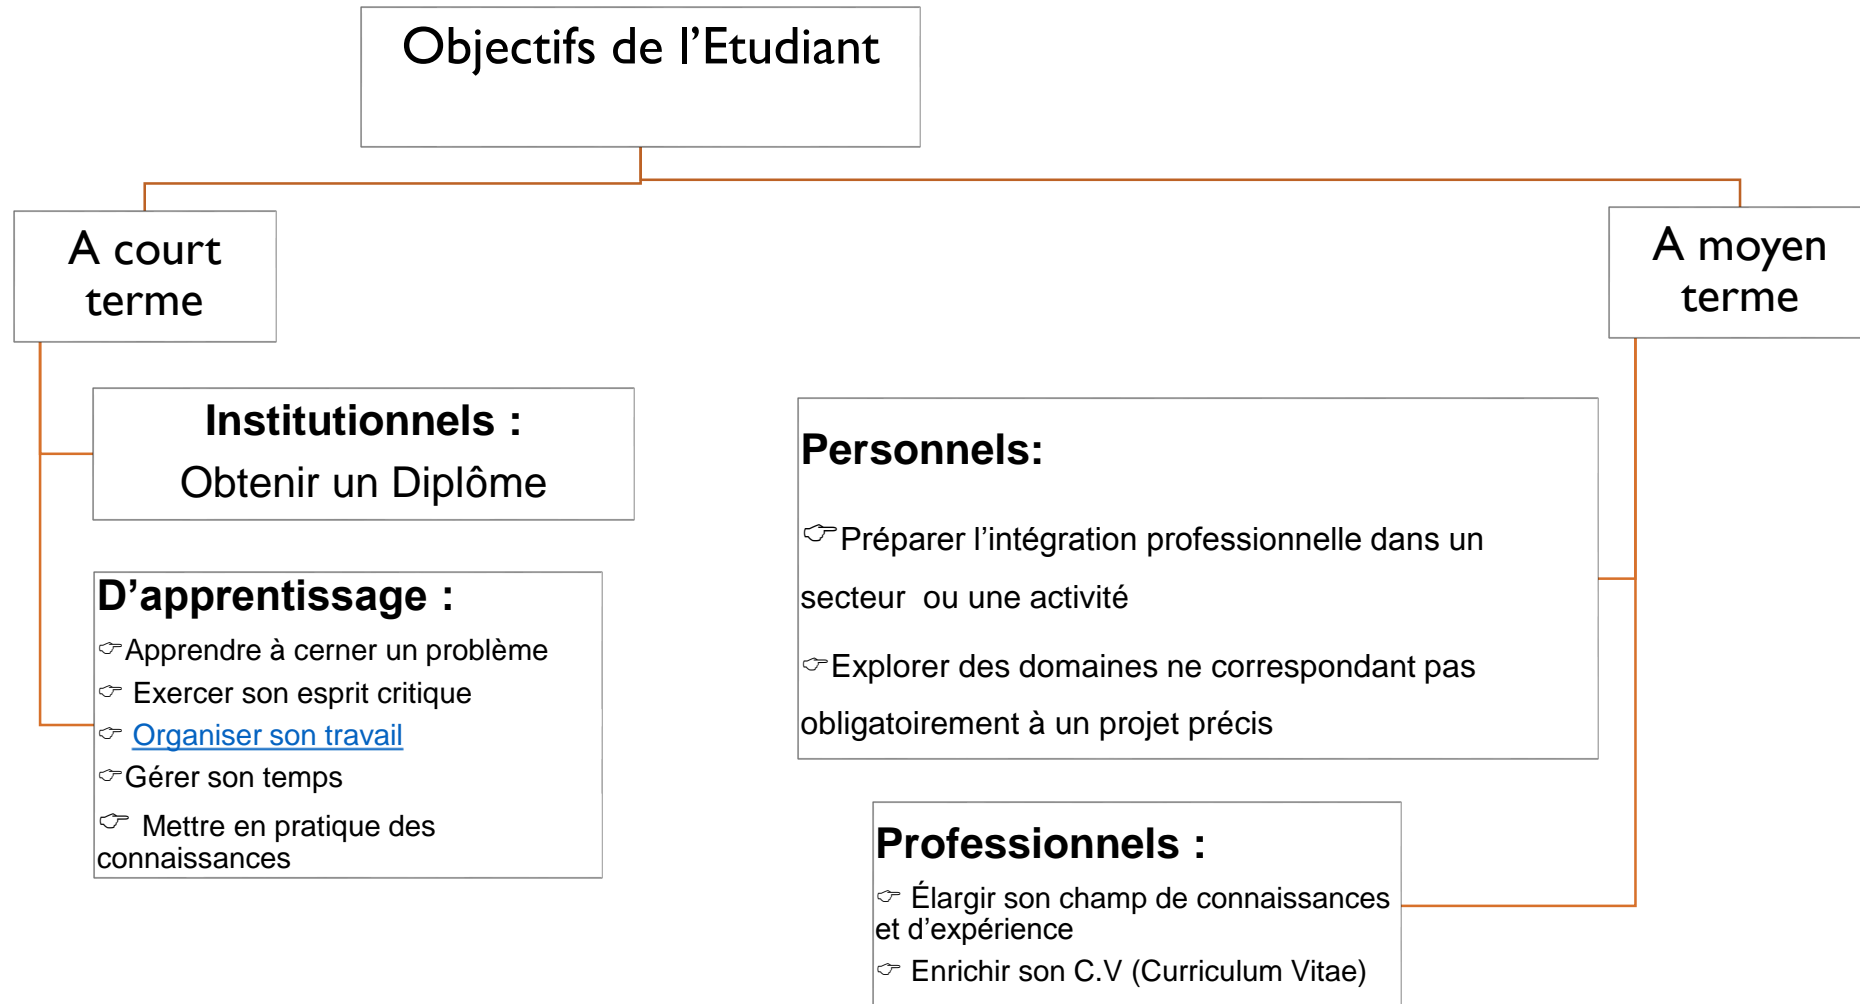 Objectifs de l’Etudiant
A court
terme
A moyen
terme
Institutionnels :
Obtenir un Diplôme
D’apprentissage :
☞Apprendre à cerner un problème
☞ Exercer son esprit critique
☞ Organiser son travail
☞Gérer son temps
☞ Mettre en pratique des
connaissances
Personnels:
☞Préparer l’intégration professionnelle dans un
secteur ou une activité
☞Explorer des domaines ne correspondant pas
obligatoirement à un projet précis
Professionnels :
☞ Élargir son champ de connaissances
et d’expérience
☞ Enrichir son C.V (Curriculum Vitae)